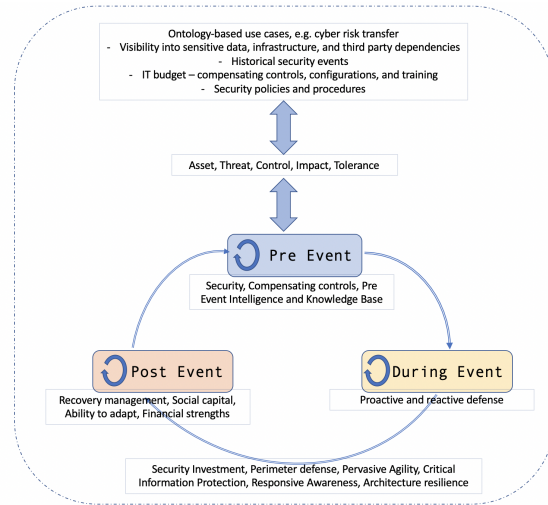 Ontology-based use cases, e.g. cyber risk transfer
- Visibility into sensitive data, infrastructure, and third party dependencies
- Historical security events
- IT budget – compensating controls, configurations, and training
- Security policies and procedures
Asset, Threat, Control, Impact, Tolerance
Pre Event
Security, Compensating controls, Pre
Event Intelligence and Knowledge Base
Post Event
Recovery management, Social capital,
Ability to adapt, Financial strengths
During Event
Proactive and reactive defense
Security Investment, Perimeter defense, Pervasive Agility, Critical
Information Protection, Responsive Awareness, Architecture resilience